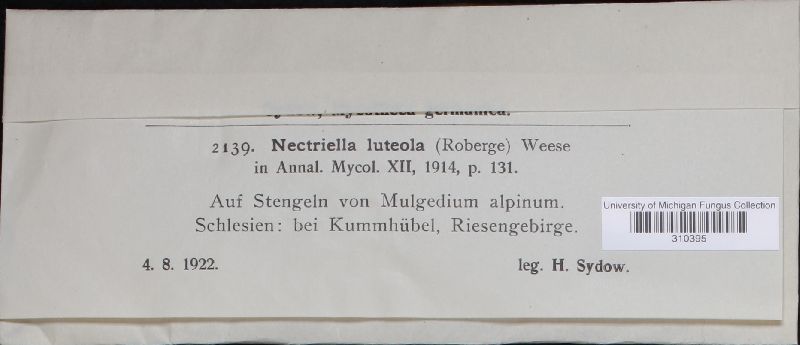 2139. Nectriella luteola (Roberge) Weese
in Annal. Mycol. XII, 1914, p. 131.
Auf Stengeln von Mulgedium alpinum.
Schlesien: bei Kummhübel, Riesengebirge.
4. 8. 1922. leg. H. Sydow.
University of Michigan Fungus Collection
310395